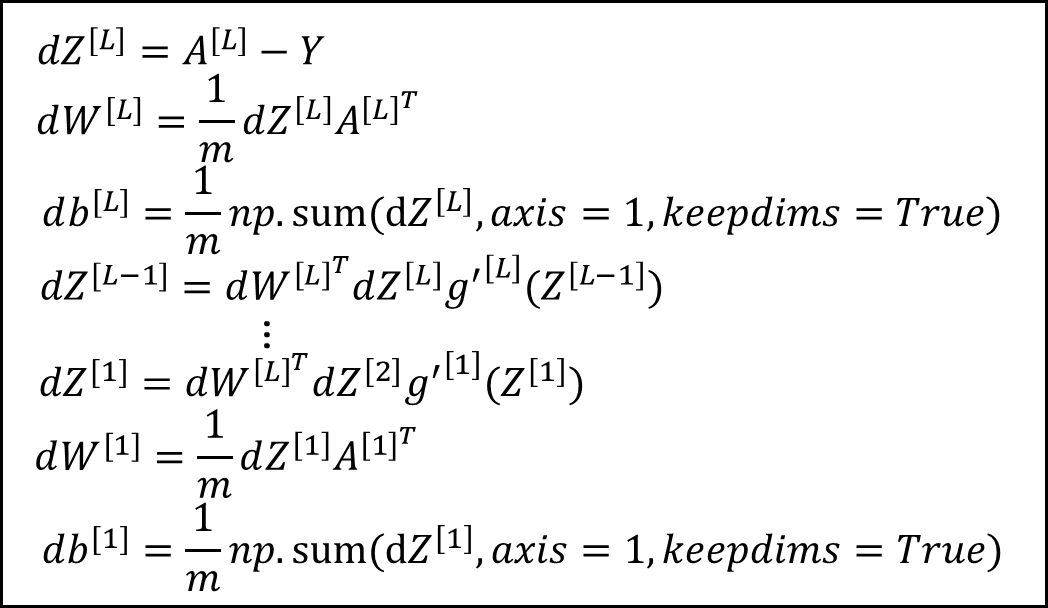 dZ^[L] = A^[L] − Y
dW^[L] = 1/m dZ^[L] A^[L]^T
db^[L] = 1/m np.sum(dZ^[L], axis = 1, keepdims = True)
dZ^[L−1] = dW^[L]^T dZ^[L] g′^[L](Z^[L−1])
⋮
dZ^[1] = dW^[L]^T dZ^[2] g′^[1](Z^[1])
dW^[1] = 1/m dZ^[1] A^[1]^T
db^[1] = 1/m np.sum(dZ^[1], axis = 1, keepdims = True)